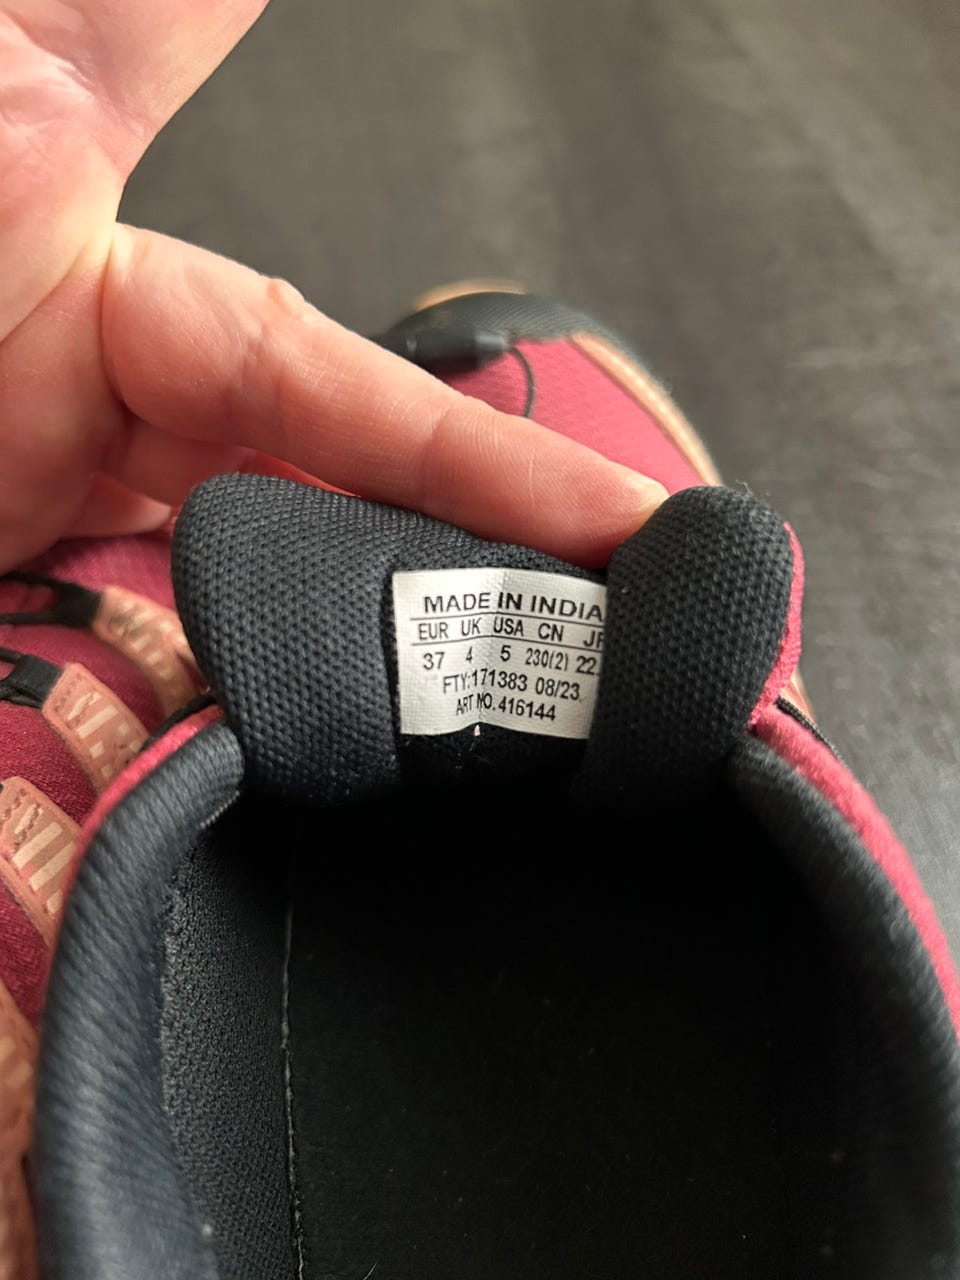 MADE IN INDIA
EUR UK USA CN
37 4 5 230(2) 22.
FTY:171383 08/23
ART NO. 416144